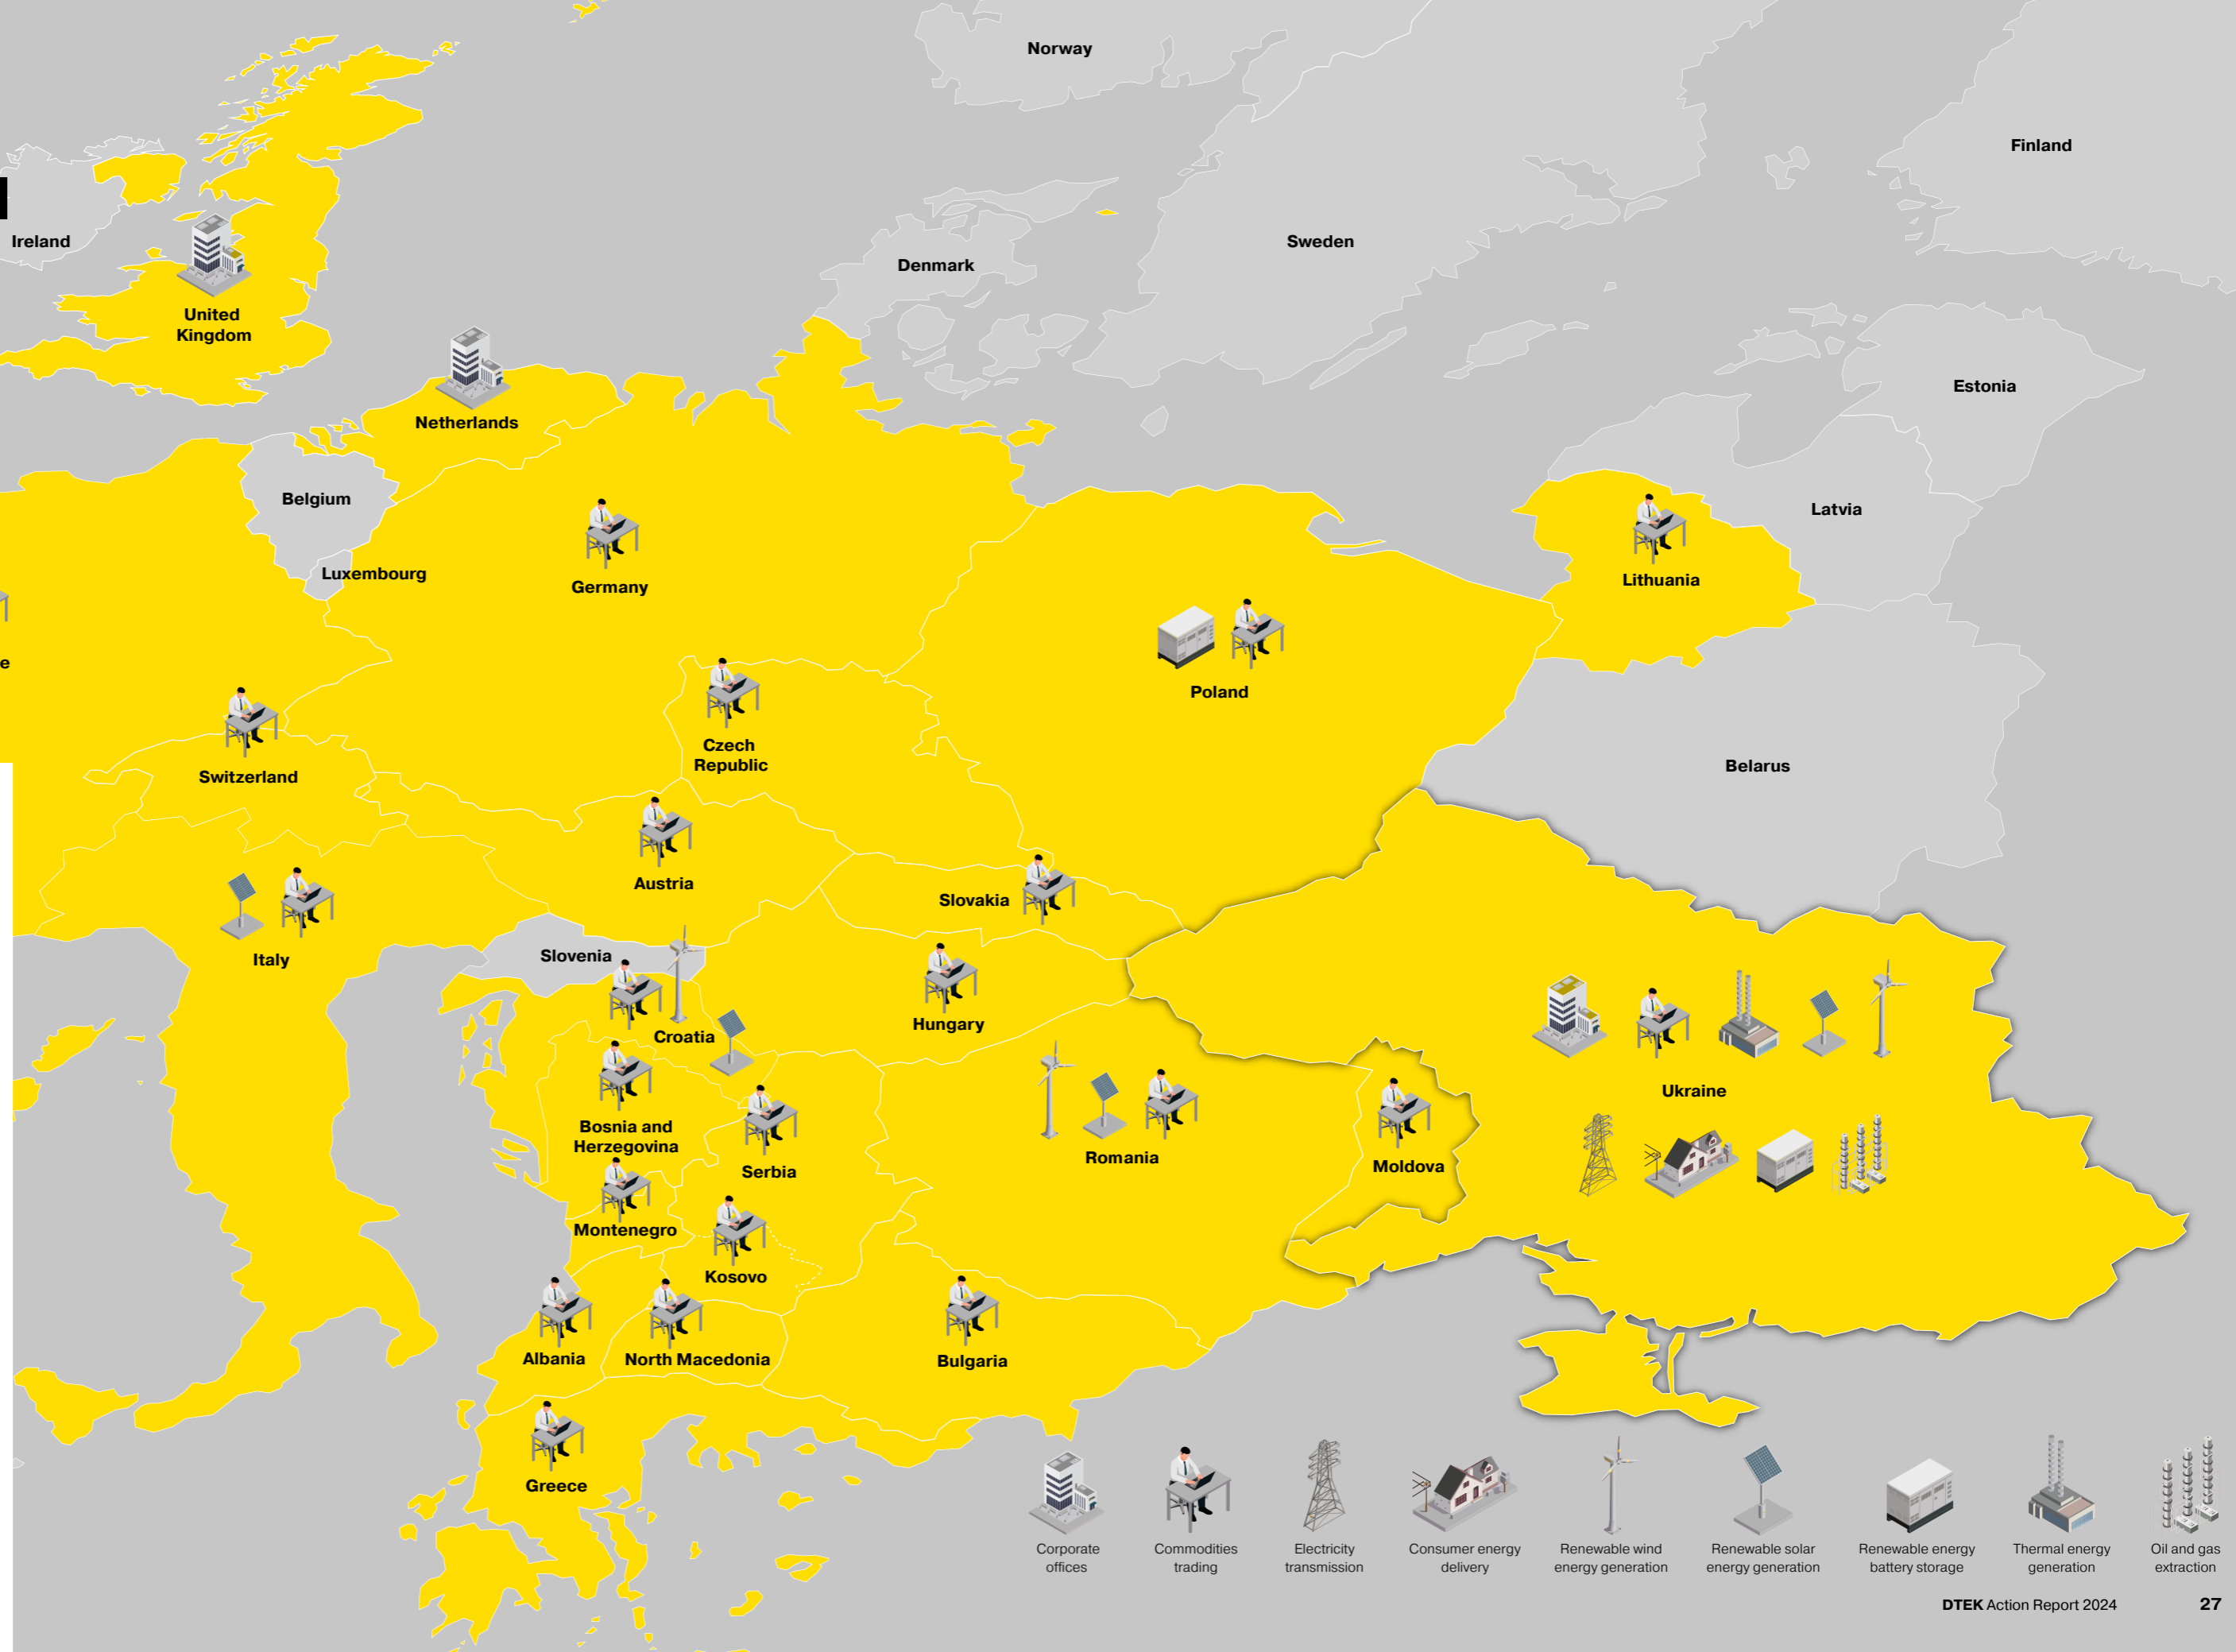 Norway
Finland
Ireland
Sweden
Denmark
United
Kingdom
Estonia
Netherlands
Belgium
Latvia
Luxembourg
Germany
Lithuania
e
Poland
Czech
Republic
Switzerland
Belarus
Austria
Slovakia
Slovenia
Italy
Hungary
Croatia
Ukraine
Bosnia and
Herzegovina
Romania
Moldova
Serbia
Montenegro
Kosovo
Albania
North Macedonia
Bulgaria
Greece
Corporate
offices
Commodities
trading
Electricity
transmission
Consumer energy
delivery
Renewable wind
energy generation
Renewable solar
energy generation
Renewable energy
battery storage
Thermal energy
generation
Oil and gas
extraction
DTEK Action Report 2024
27